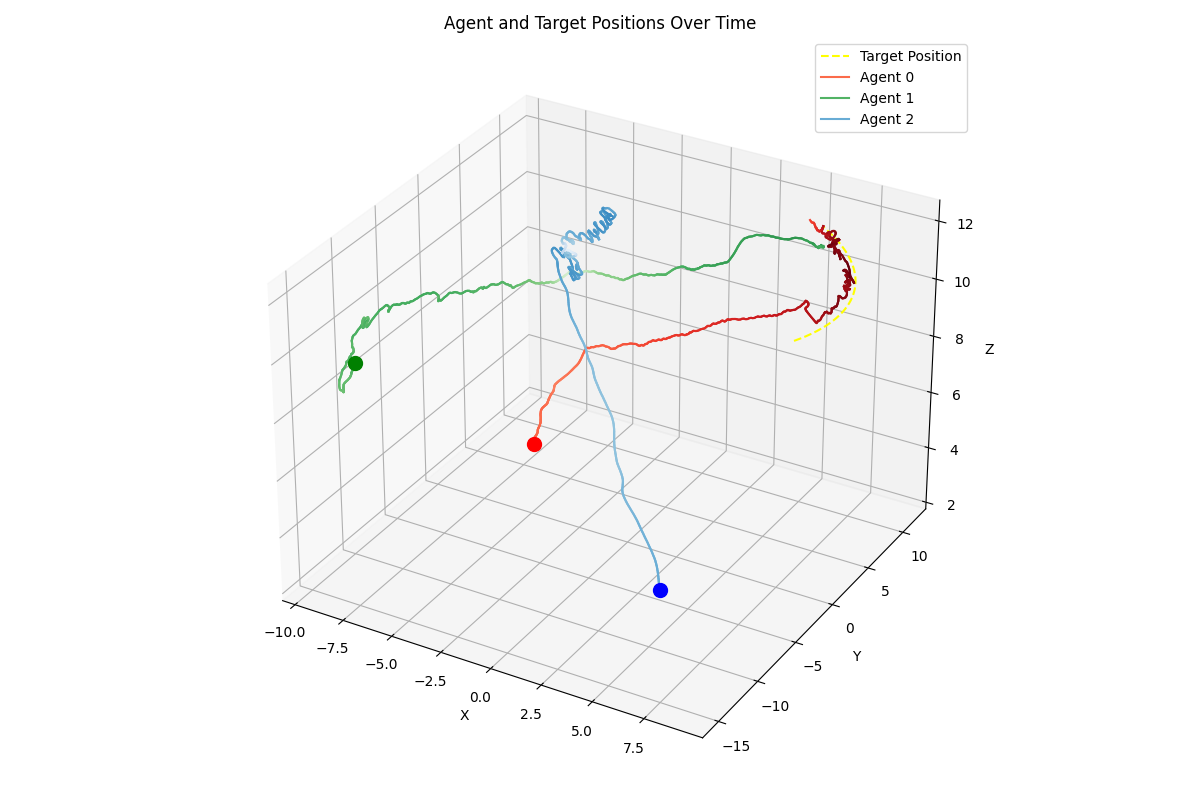 Agent and Target Positions Over Time
Target Position
Agent 0
Agent 1
Agent 2
12
10
8
6
4
2
Z
10
5
0
−5
−10
−15
Y
−10.0
−7.5
−5.0
−2.5
0.0
2.5
5.0
7.5
X